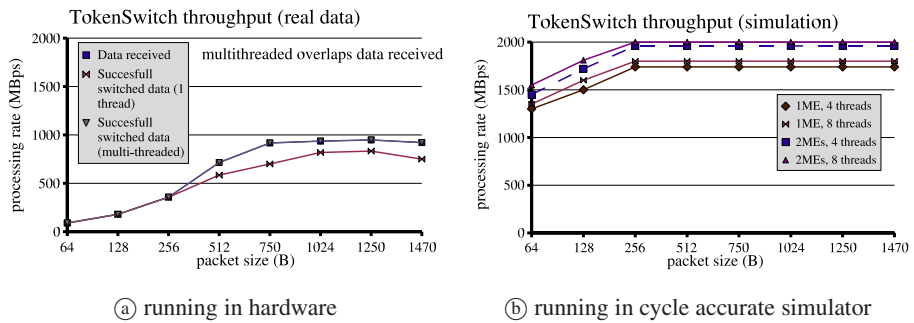 TokenSwitch throughput (real data)
processing rate (MBps)
2000
1500
1000
500
0
Data received
Succesfull
switched data (1
thread)
Succesfull
switched data
(multi-threaded)
multithreaded overlaps data received
64 128 256 512 750 1024 1250 1470
packet size (B)
a running in hardware
TokenSwitch throughput (simulation)
processing rate (MBps)
2000
1500
1000
500
0
1ME, 4 threads
1ME, 8 threads
2MEs, 4 threads
2MEs, 8 threads
64 128 256 512 750 1024 1250 1470
packet size (B)
b running in cycle accurate simulator